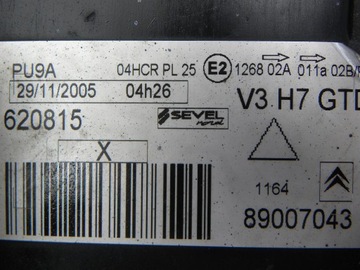 PU9A 04HCR PL 25 E2 1268 02A 011a 02B/
29/11/2005 04h26 V3 H7 GTD
620815 SEVEL nord
X
1164
89007043